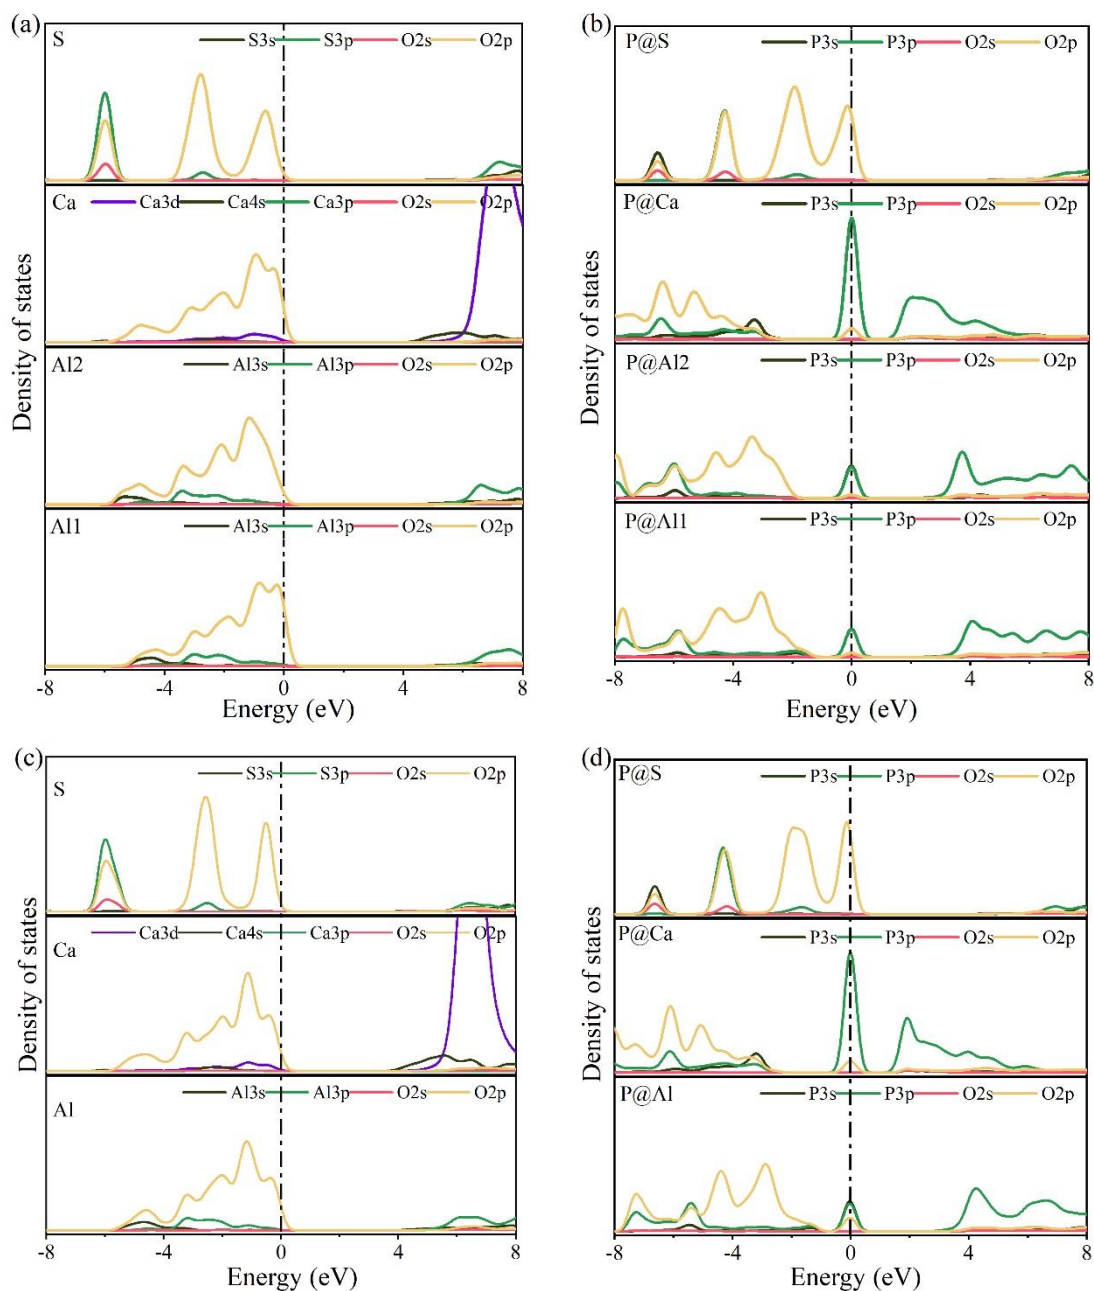 (a)
S
S3s S3p O2s O2p
Ca
Ca3d Ca4s Ca3p O2s O2p
Al2
Al3s Al3p O2s O2p
Al1
Al3s Al3p O2s O2p
Density of states
-8 -4 0 4 8
Energy (eV)
(b)
P@S
P3s P3p O2s O2p
P@Ca
P3s P3p O2s O2p
P@Al2
P3s P3p O2s O2p
P@Al1
P3s P3p O2s O2p
Density of states
-8 -4 0 4 8
Energy (eV)
(c)
S
S3s S3p O2s O2p
Ca
Ca3d Ca4s Ca3p O2s O2p
Al
Al3s Al3p O2s O2p
Density of states
-8 -4 0 4 8
Energy (eV)
(d)
P@S
P3s P3p O2s O2p
P@Ca
P3s P3p O2s O2p
P@Al
P3s P3p O2s O2p
Density of states
-8 -4 0 4 8
Energy (eV)